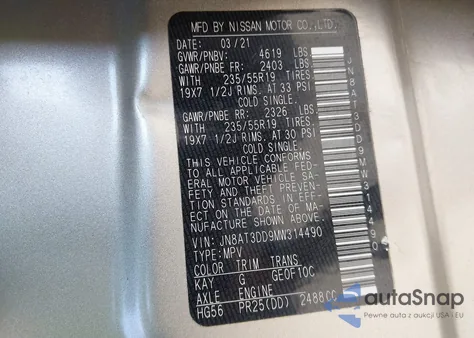 MFD BY NISSAN MOTOR CO.,LTD.
DATE: 03/21
GVWR/PNBV: 4619 LBS
GAWR/PNBE FR: 2403 LBS
WITH 235/55R19 TIRES
19X7 1/2J RIMS, AT 33 PSI
COLD SINGLE.
GAWR/PNBE RR: 2326 LBS
WITH 235/55R19 TIRES
19X7 1/2J RIMS, AT 30 PSI
COLD SINGLE.
THIS VEHICLE CONFORMS
TO ALL APPLICABLE FED-
ERAL MOTOR VEHICLE SA-
FETY AND THEFT PREVEN-
TION STANDARDS IN EFFECT
ON THE DATE OF MA-
NUFACTURE SHOWN ABOVE
VIN: JN8AT3DD9MW314490
TYPE: MPV
COLOR TRIM TRANS
KAY G GE0F10C
AXLE ENGINE
HG56 PR25(DD) 2488CC
JN8AT3DD9MW314490
autoSnap
Pewne auta z aukcji USA i EU